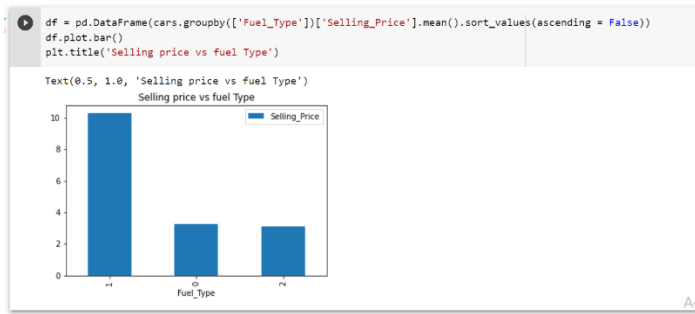 df = pd.DataFrame(cars.groupby(['Fuel_Type'])['Selling_Price'].mean().sort_values(ascending = False))
df.plot.bar()
plt.title('Selling price vs fuel Type')
Text(0.5, 1.0, 'Selling price vs fuel Type')
Selling price vs fuel Type
Selling_Price
10
8
6
4
2
0
1
0
2
Fuel_Type